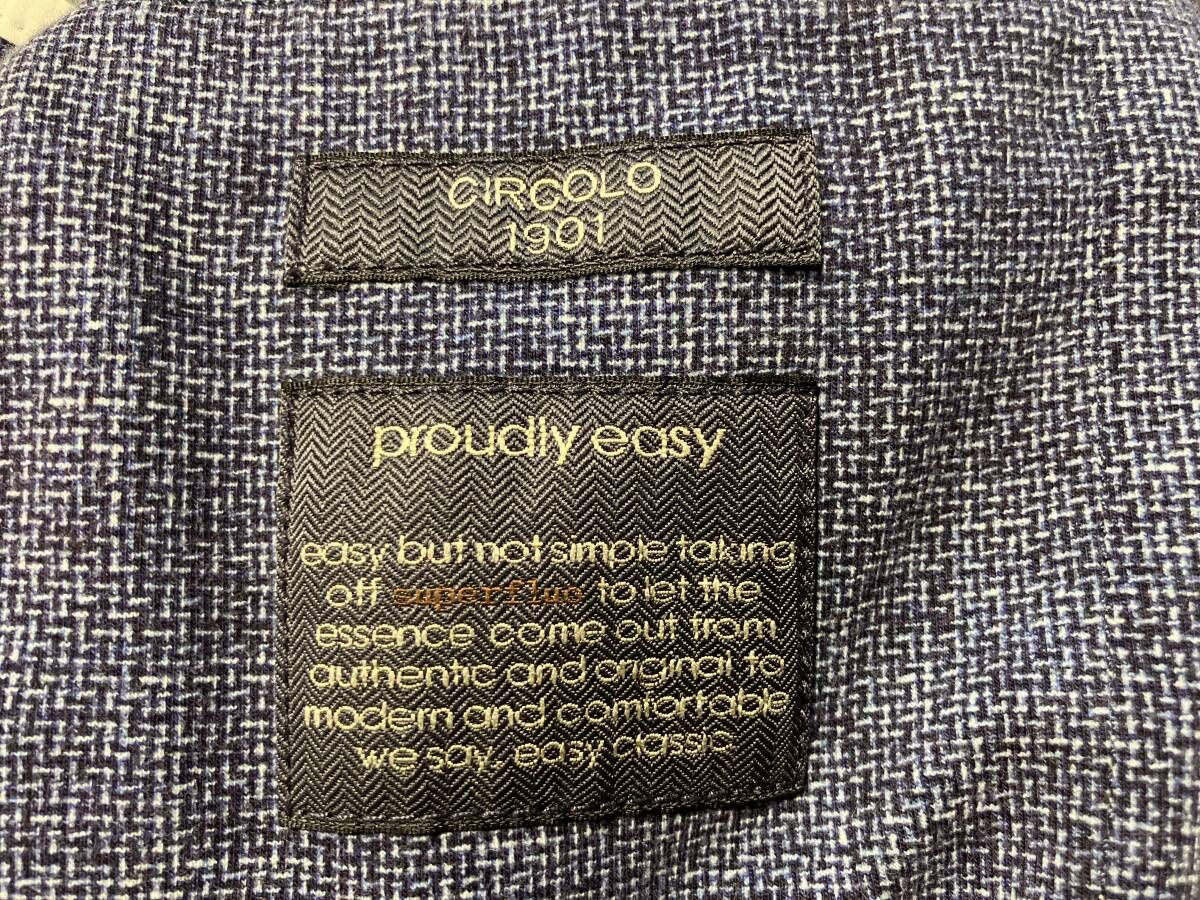 CIRCOLO
1901
proudly easy
easy but not simple taking
off superfluo to let the
essence come out from
authentic and original to
modern and comfortable
we say, easy classic